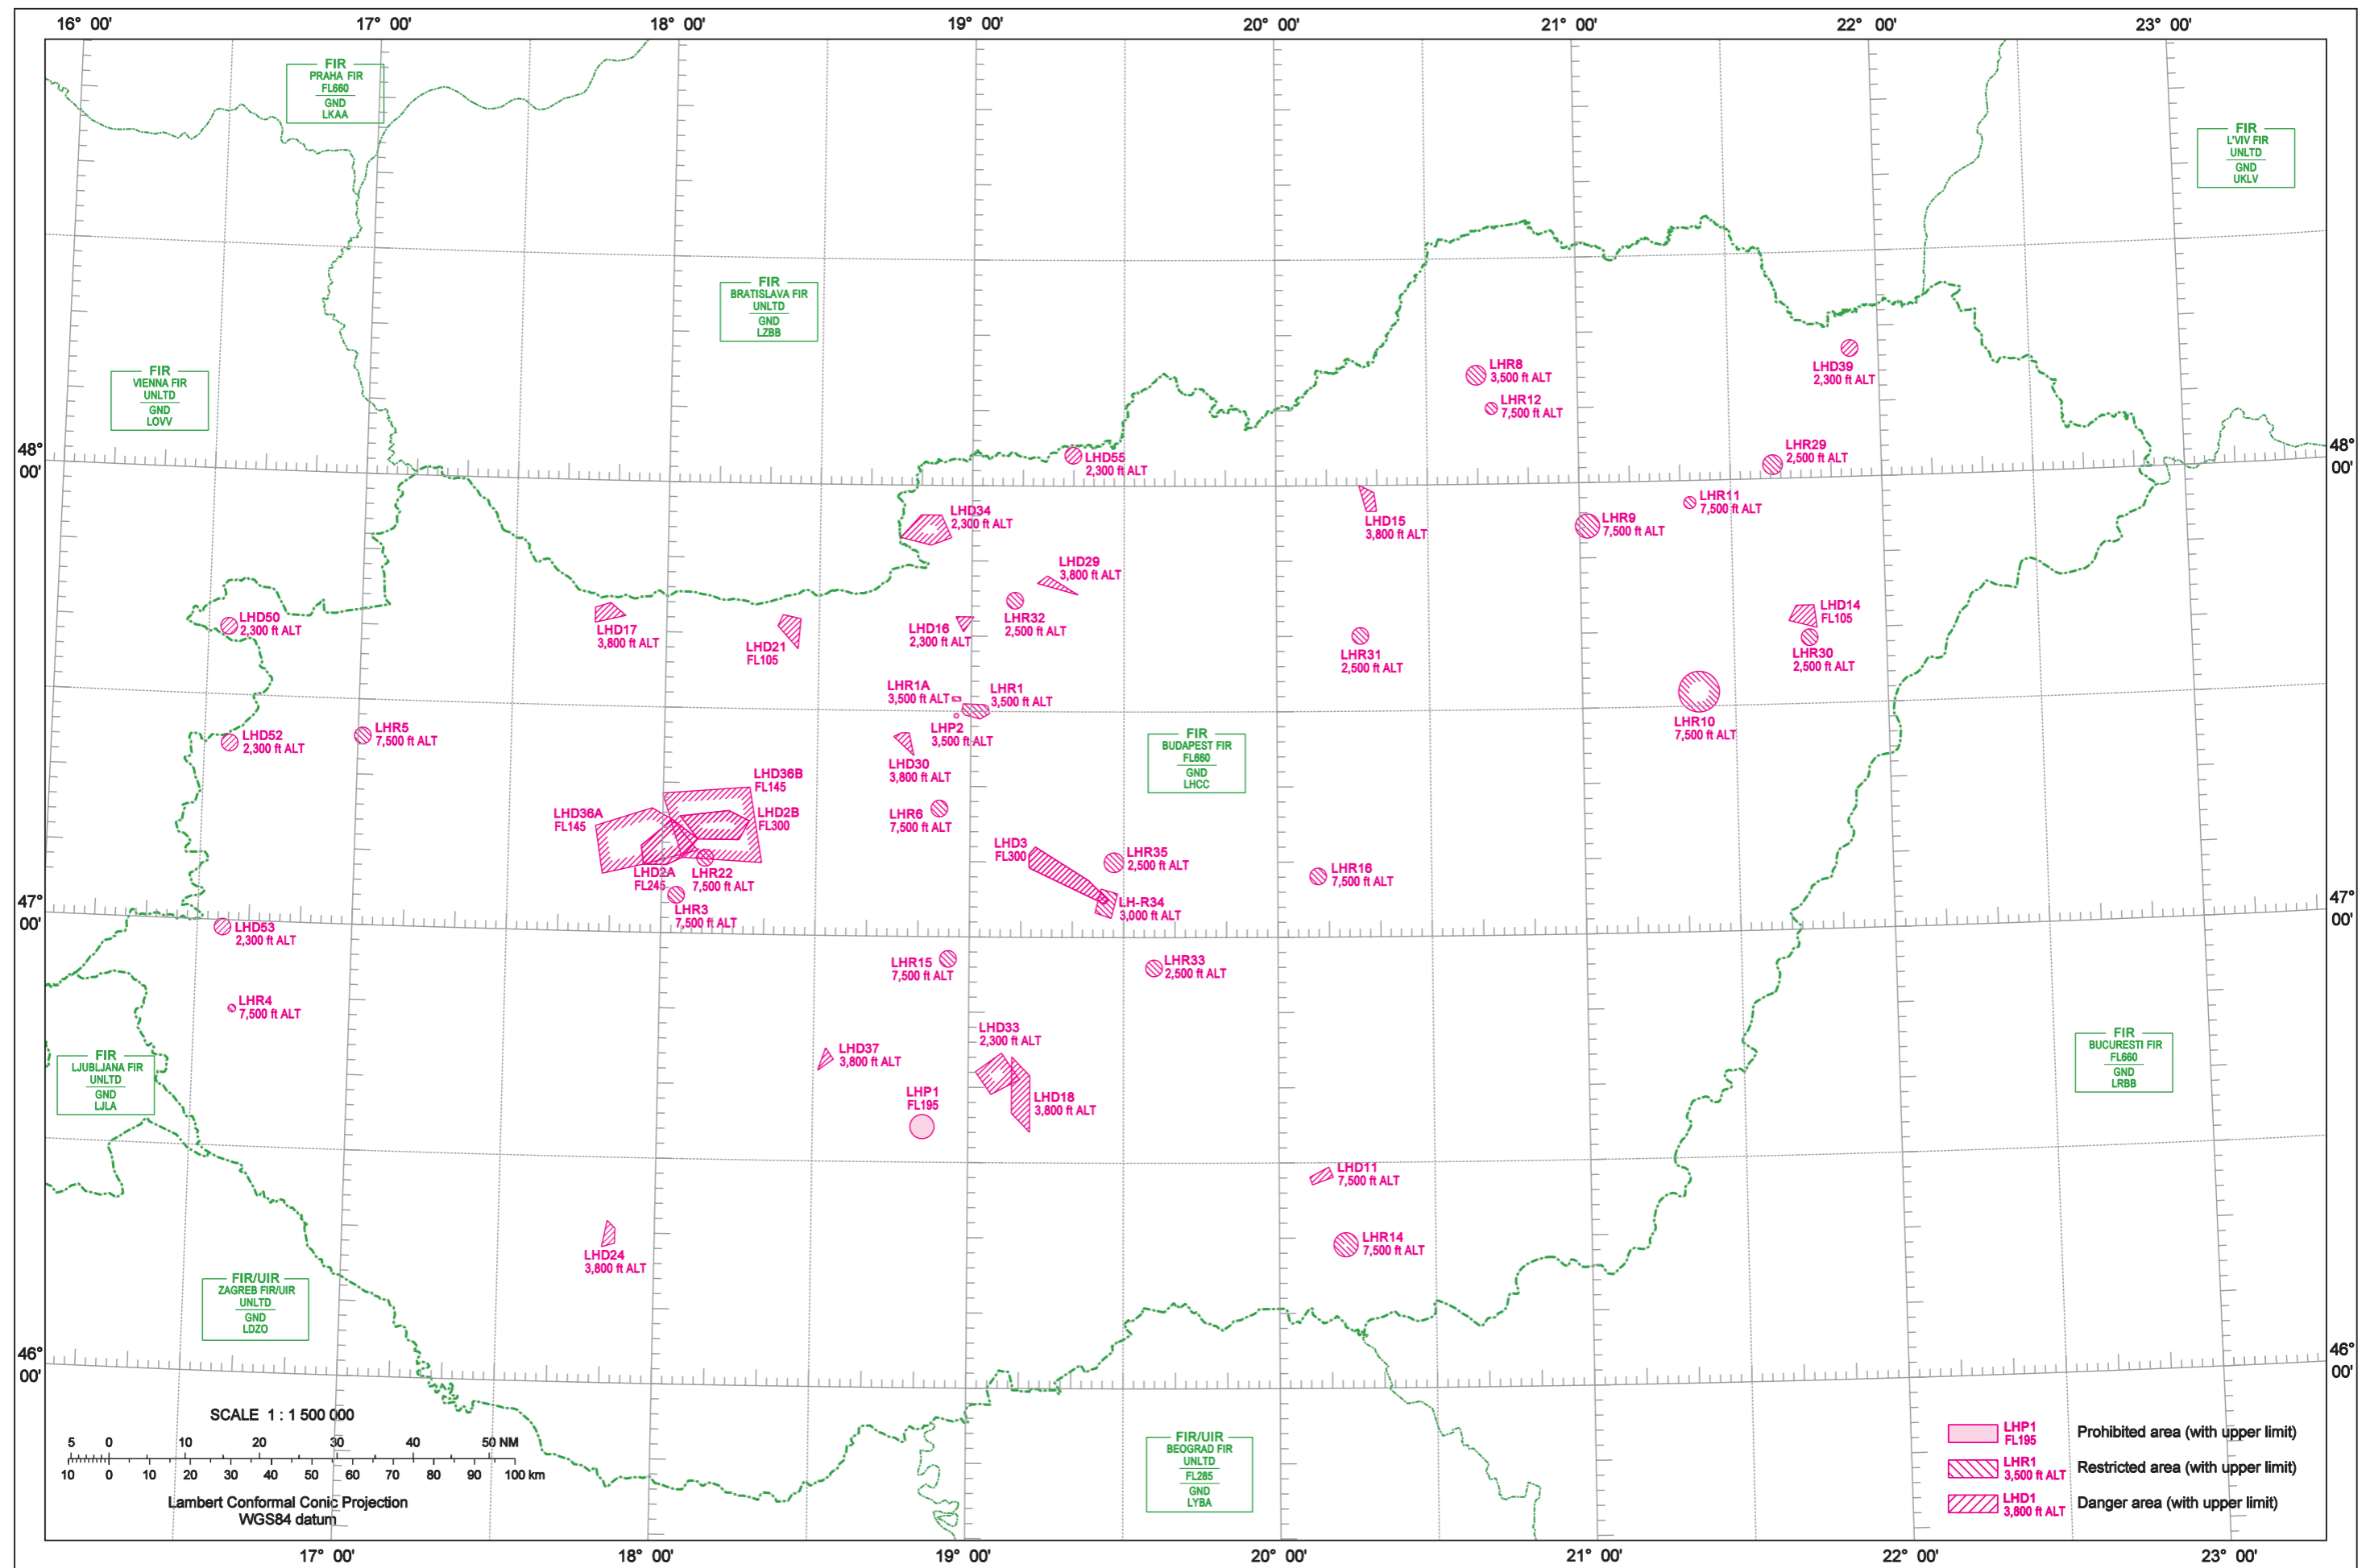 16° 00'
17° 00'
18° 00'
19° 00'
20° 00'
21° 00'
22° 00'
23° 00'
FIR
PRAHA FIR
FL660
GND
LKAA
FIR
L'VIV FIR
UNLTD
GND
UKLV
FIR
BRATISLAVA FIR
UNLTD
GND
LZBB
FIR
VIENNA FIR
UNLTD
GND
LOVV
LHR8
3,500 ft ALT
LHR12
7,500 ft ALT
LHD39
2,300 ft ALT
48°
00'
48°
00'
LHD55
2,300 ft ALT
LHR29
2,500 ft ALT
LHR11
7,500 ft ALT
LHD34
2,300 ft ALT
LHD15
3,800 ft ALT
LHR9
7,500 ft ALT
LHD29
3,800 ft ALT
LHD50
2,300 ft ALT
LHD17
3,800 ft ALT
LHD21
FL105
LHD16
2,300 ft ALT
LHR32
2,500 ft ALT
LHR31
2,500 ft ALT
LHD14
FL105
LHR30
2,500 ft ALT
LHR1A
3,500 ft ALT
LHR1
3,500 ft ALT
LHP2
3,500 ft ALT
LHR10
7,500 ft ALT
LHD52
2,300 ft ALT
LHR5
7,500 ft ALT
LHD30
3,800 ft ALT
FIR
BUDAPEST FIR
FL660
GND
LHCC
LHD36B
FL145
LHD36A
FL145
LHD2B
FL300
LHR6
7,500 ft ALT
LHD3
FL300
LHR35
2,500 ft ALT
LHD2A
FL245
LHR22
7,500 ft ALT
LHR16
7,500 ft ALT
LHR3
7,500 ft ALT
LH-R34
3,000 ft ALT
47°
00'
47°
00'
LHD53
2,300 ft ALT
LHR15
7,500 ft ALT
LHR33
2,500 ft ALT
LHR4
7,500 ft ALT
LHD33
2,300 ft ALT
LHD37
3,800 ft ALT
FIR
LJUBLJANA FIR
UNLTD
GND
LJLA
FIR
BUCURESTI FIR
FL660
GND
LRBB
LHP1
FL195
LHD18
3,800 ft ALT
LHD11
7,500 ft ALT
LHR14
7,500 ft ALT
LHD24
3,800 ft ALT
FIR/UIR
ZAGREB FIR/UIR
UNLTD
GND
LDZO
46°
00'
46°
00'
SCALE 1 : 1 500 000
5 0 10 20 30 40 50 NM
10 0 10 20 30 40 50 60 70 80 90 100 km
Lambert Conformal Conic Projection
WGS84 datum
FIR/UIR
BEOGRAD FIR
UNLTD
FL285
GND
LYBA
LHP1
FL195
Prohibited area (with upper limit)
LHR1
3,500 ft ALT
Restricted area (with upper limit)
LHD1
3,800 ft ALT
Danger area (with upper limit)
17° 00'
18° 00'
19° 00'
20° 00'
21° 00'
22° 00'
23° 00'